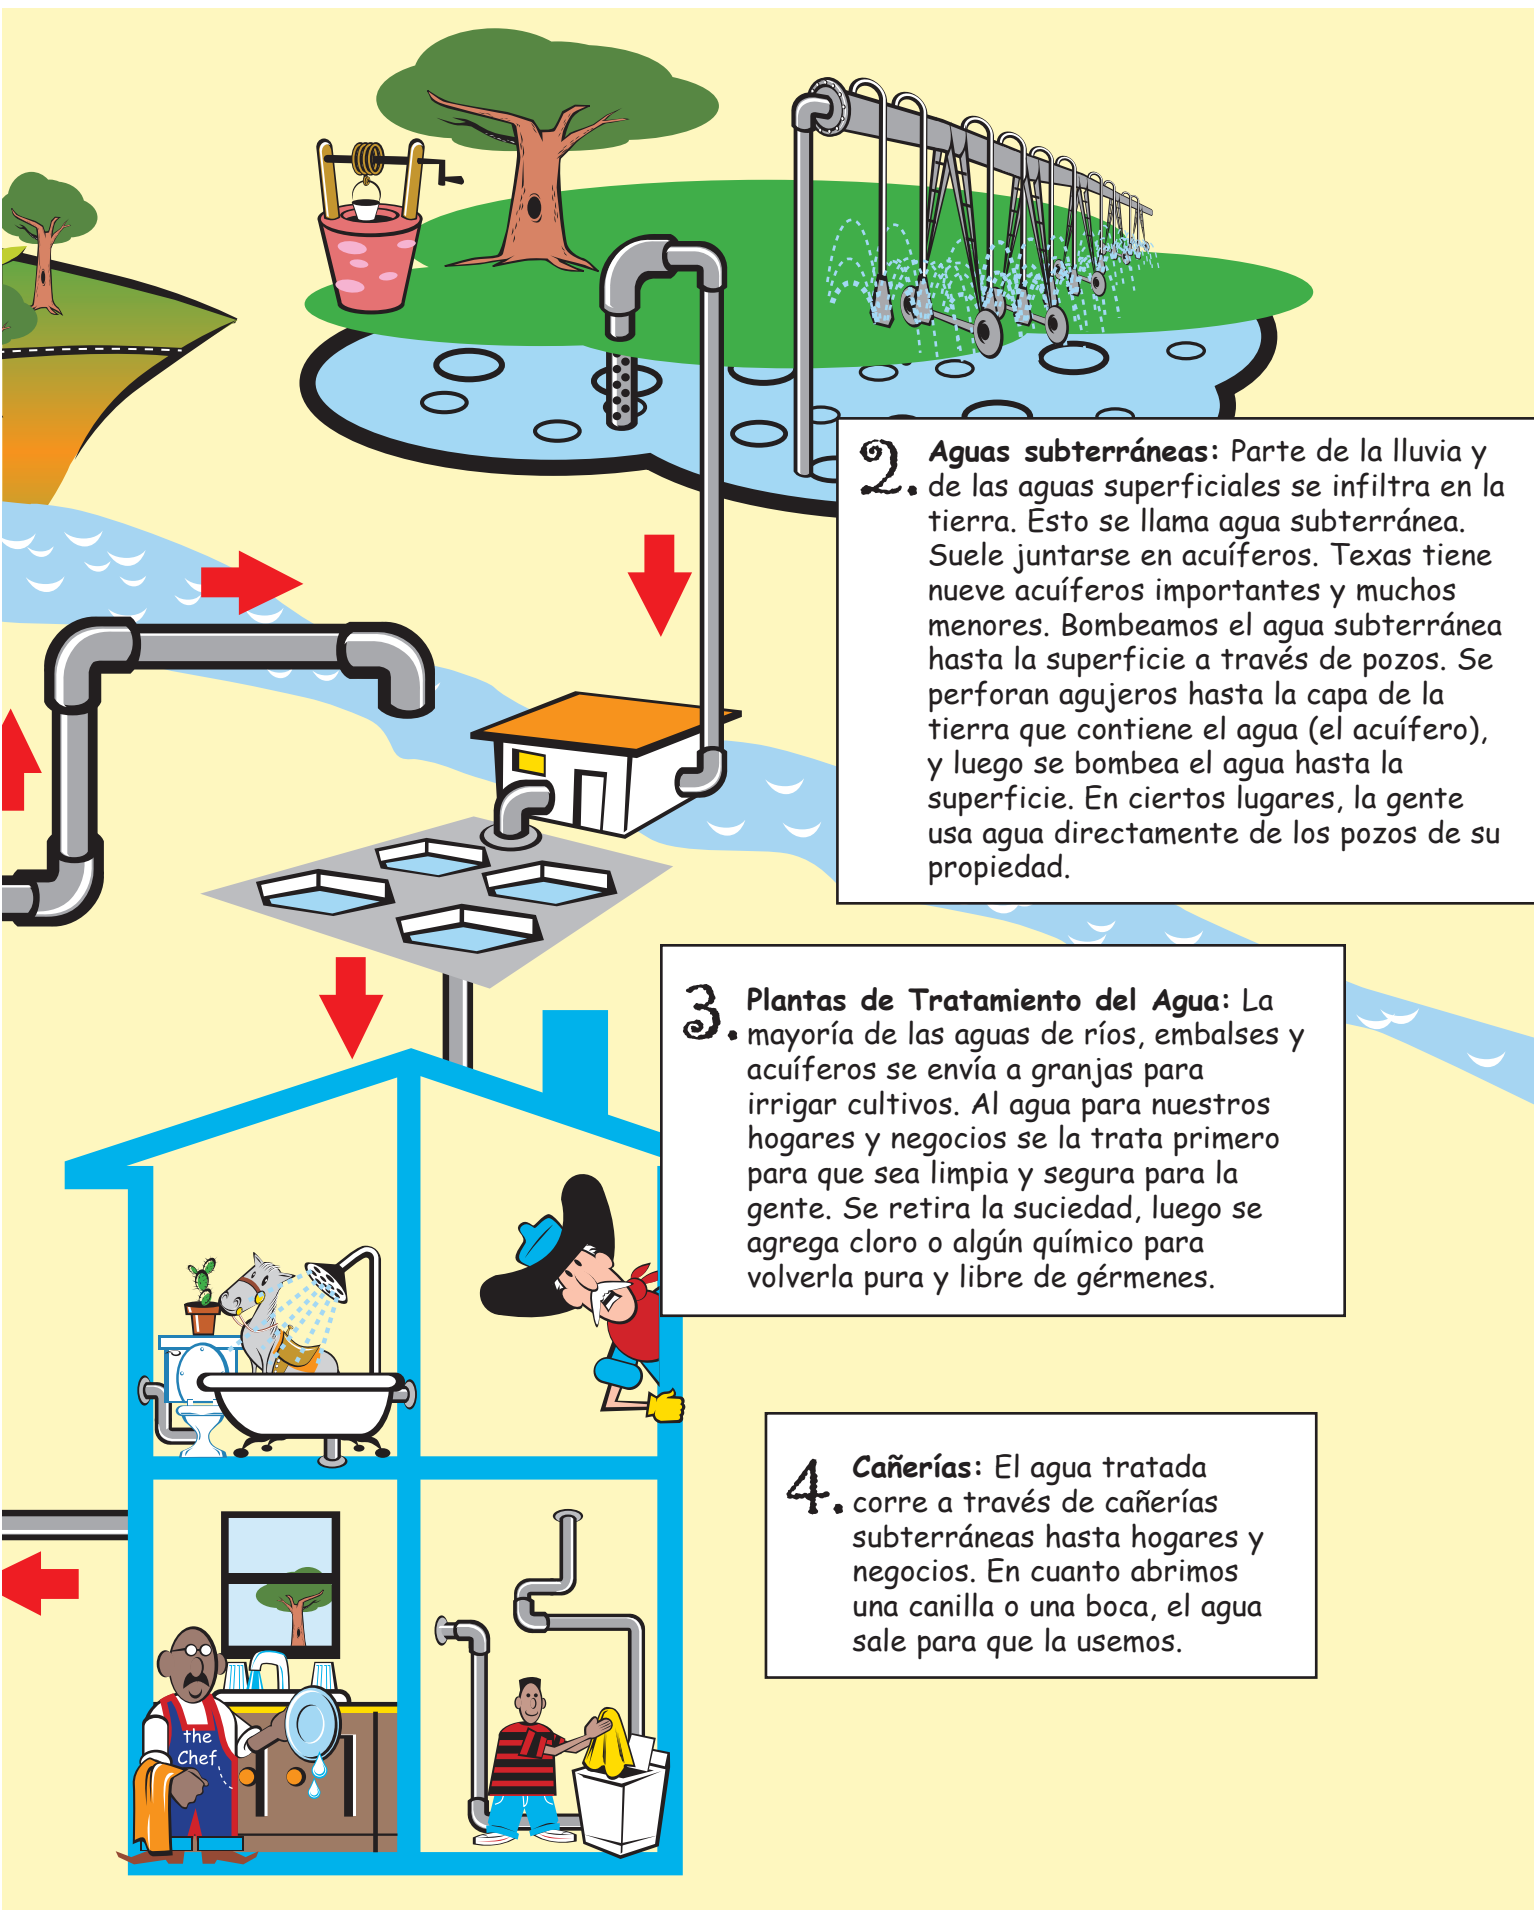 2. Aguas subterráneas: Parte de la lluvia y
de las aguas superficiales se infiltra en la
tierra. Esto se llama agua subterránea.
Suele juntarse en acuíferos. Texas tiene
nueve acuíferos importantes y muchos
menores. Bombeamos el agua subterránea
hasta la superficie a través de pozos. Se
perforan agujeros hasta la capa de la
tierra que contiene el agua (el acuífero),
y luego se bombea el agua hasta la
superficie. En ciertos lugares, la gente
usa agua directamente de los pozos de su
propiedad.
3. Plantas de Tratamiento del Agua: La
mayoría de las aguas de ríos, embalses y
acuíferos se envía a granjas para
irrigar cultivos. Al agua para nuestros
hogares y negocios se la trata primero
para que sea limpia y segura para la
gente. Se retira la suciedad, luego se
agrega cloro o algún químico para
volverla pura y libre de gérmenes.
4. Cañerías: El agua tratada
corre a través de cañerías
subterráneas hasta hogares y
negocios. En cuanto abrimos
una canilla o una boca, el agua
sale para que la usemos.
the
Chef